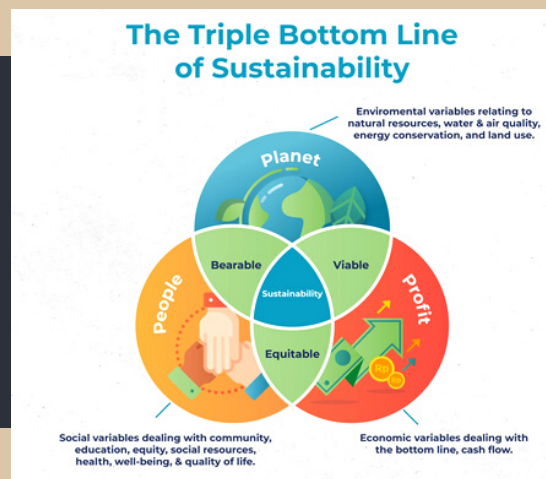 The Triple Bottom Line
of Sustainability
Enviromental variables relating to
natural resources, water & air quality,
energy conservation, and land use.
Planet
Bearable
Viable
Sustainability
People
Profit
Equitable
Rp
Rp
Social variables dealing with community,
education, equity, social resources,
health, well-being, & quality of life.
Economic variables dealing with
the bottom line, cash flow.